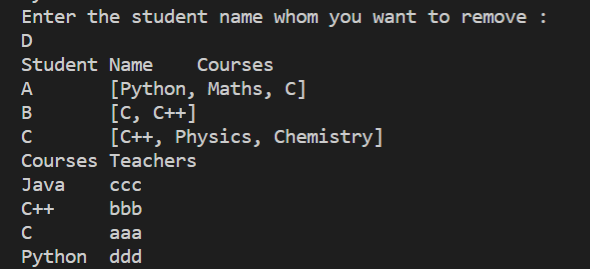 Enter the student name whom you want to remove :
D
Student Name    Courses
A       [Python, Maths, C]
B       [C, C++]
C       [C++, Physics, Chemistry]
Courses Teachers
Java    ccc
C++     bbb
C       aaa
Python  ddd